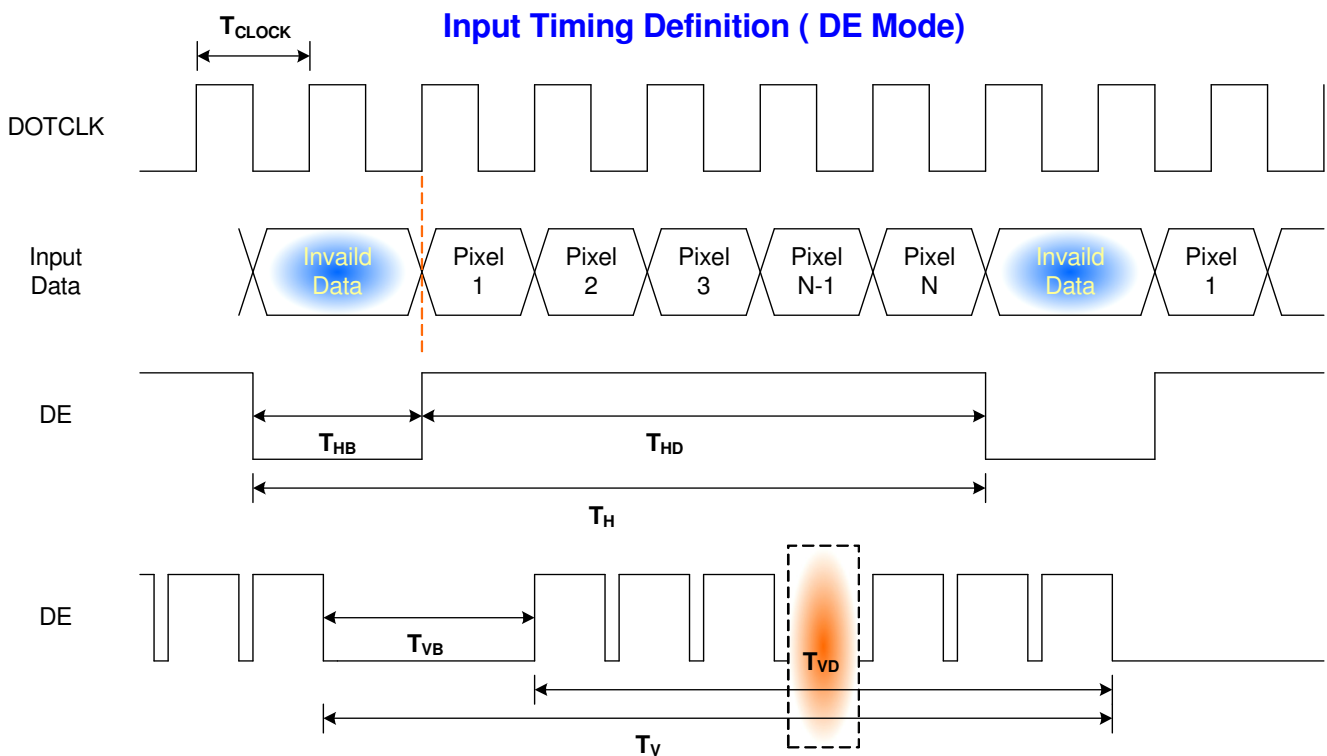 Input Timing Definition ( DE Mode)
TCLOCK
DOTCLK
Input
Data
Invaild
Data
Pixel
1
Pixel
2
Pixel
3
Pixel
N-1
Pixel
N
Invaild
Data
Pixel
1
DE
THB
THD
TH
DE
TVB
TVD
TV